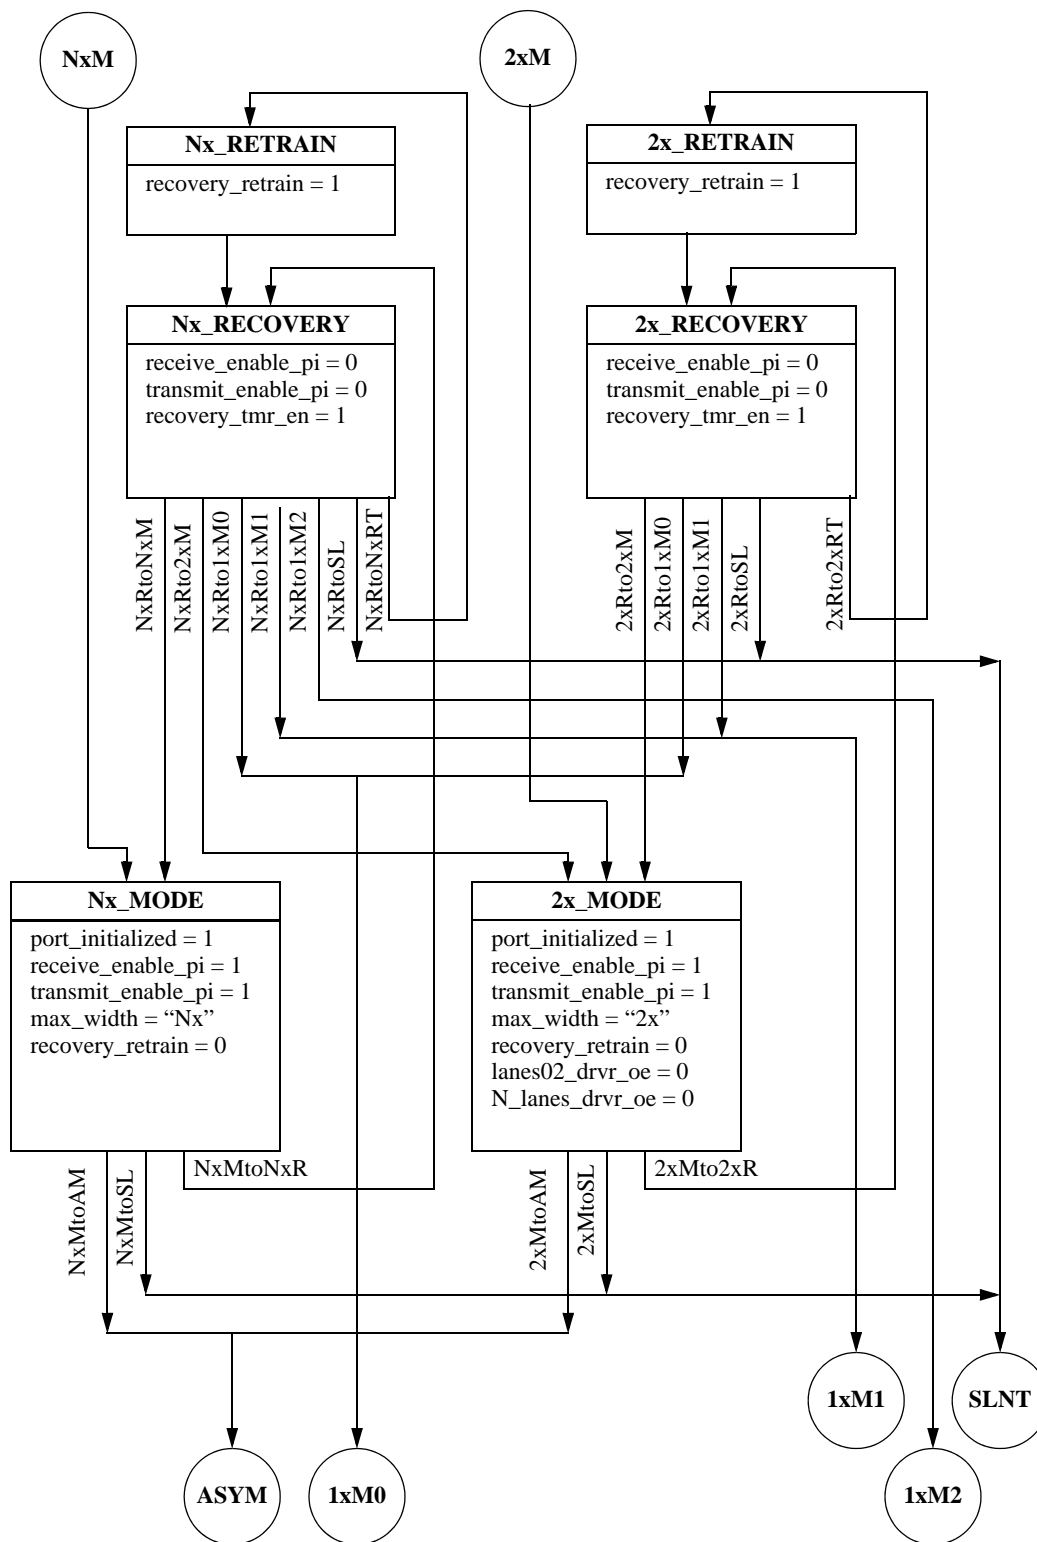 NxM
2xM
Nx_RETRAIN
recovery_retrain = 1
2x_RETRAIN
recovery_retrain = 1
Nx_RECOVERY
receive_enable_pi = 0
transmit_enable_pi = 0
recovery_tmr_en = 1
2x_RECOVERY
receive_enable_pi = 0
transmit_enable_pi = 0
recovery_tmr_en = 1
NxRtoNxM
NxRto2xM
NxRto1xM0
NxRto1xM1
NxRto1xM2
NxRtoSL
NxRtoNxRT
2xRto2xM
2xRto1xM0
2xRto1xM1
2xRtoSL
2xRto2xRT
Nx_MODE
port_initialized = 1
receive_enable_pi = 1
transmit_enable_pi = 1
max_width = “Nx”
recovery_retrain = 0
2x_MODE
port_initialized = 1
receive_enable_pi = 1
transmit_enable_pi = 1
max_width = “2x”
recovery_retrain = 0
lanes02_drvr_oe = 0
N_lanes_drvr_oe = 0
NxMtoAM
NxMtoSL
NxMtoNxR
2xMtoAM
2xMtoSL
2xMto2xR
1xM1
SLNT
ASYM
1xM0
1xM2